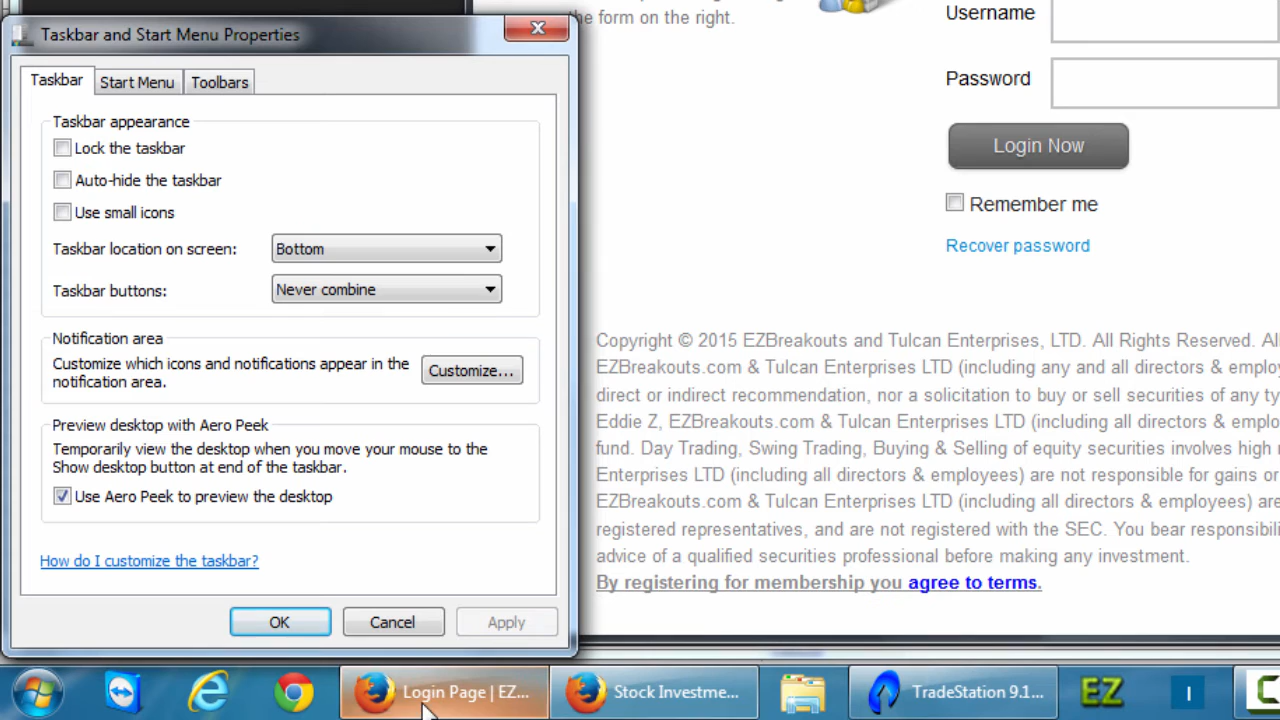 Taskbar and Start Menu Properties
Taskbar
Start Menu
Toolbars
Taskbar appearance
Lock the taskbar
Auto-hide the taskbar
Use small icons
Taskbar location on screen:
Bottom
Taskbar buttons:
Never combine
Notification area
Customize which icons and notifications appear in the
notification area.
Customize...
Preview desktop with Aero Peek
Temporarily view the desktop when you move your mouse to the
Show desktop button at end of the taskbar.
Use Aero Peek to preview the desktop
How do I customize the taskbar?
OK
Cancel
Apply
the form on the right.
Username
Password
Login Now
Remember me
Recover password
Copyright © 2015 EZBreakouts and Tulcan Enterprises, LTD. All Rights Reserved.
EZBreakouts.com & Tulcan Enterprises LTD (including any and all directors &
direct or indirect recommendation, nor a solicitation to buy or sell securities of any
Eddie Z, EZBreakouts.com & Tulcan Enterprises LTD (including all directors &
fund. Day Trading, Swing Trading, Buying & Selling of equity securities involves high
Enterprises LTD (including all directors & employees) are not responsible for gains or
EZBreakouts.com & Tulcan Enterprises LTD (including all directors & employees) are
registered representatives, and are not registered with the SEC. You bear
advice of a qualified securities professional before making any investment.
By registering for membership you agree to terms.
Login Page | EZ...
Stock Investme...
TradeStation 9.1...
EZ
I